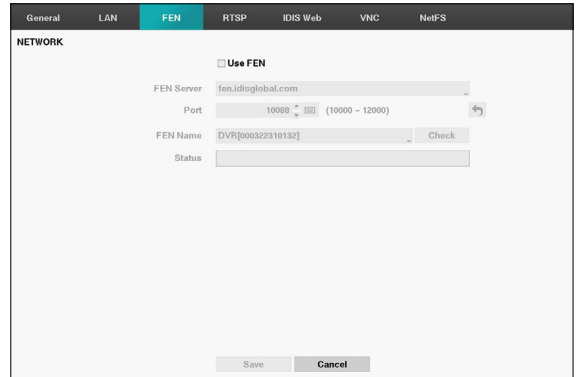 General LAN FEN RTSP IDIS Web VNC NetFS
NETWORK
Use FEN
FEN Server fen.idisglobal.com
Port 10088 (10000 ~ 12000)
FEN Name DVR[000322310132] Check
Status
Save Cancel